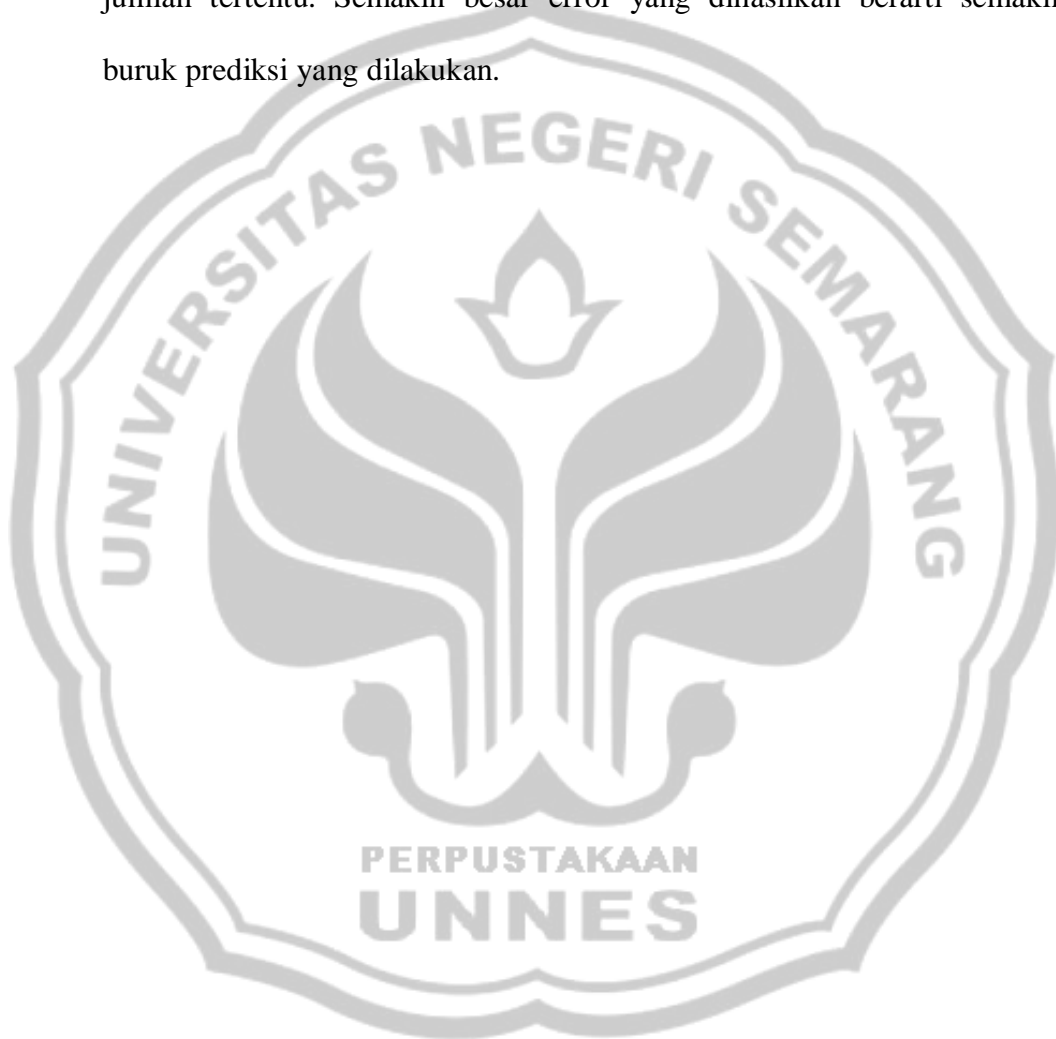 jumlah tertentu. Semakin besar error yang dihasilkan berarti semakin
buruk prediksi yang dilakukan.
UNIVERSITAS NEGERI SEMARANG
PERPUSTAKAAN
UNNES